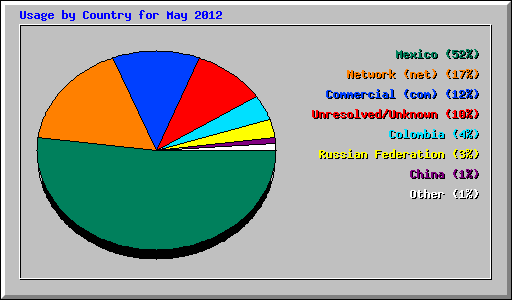 Usage by Country for May 2012
Mexico (52%)
Network (net) (17%)
Commercial (com) (12%)
Unresolved/Unknown (10%)
Colombia (4%)
Russian Federation (3%)
China (1%)
Other (1%)